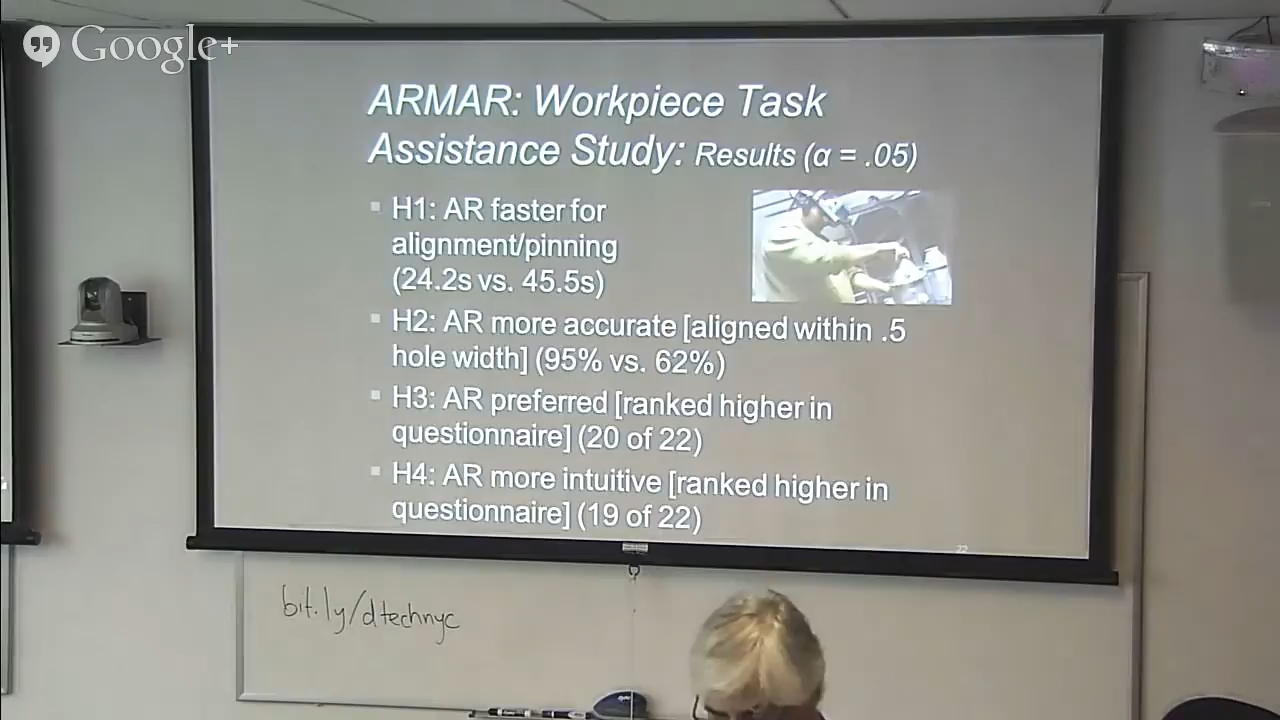 Google+
ARMAR: Workpiece Task
Assistance Study: Results (α = .05)
H1: AR faster for
alignment/pinning
(24.2s vs. 45.5s)
H2: AR more accurate [aligned within .5
hole width] (95% vs. 62%)
H3: AR preferred [ranked higher in
questionnaire] (20 of 22)
H4: AR more intuitive [ranked higher in
questionnaire] (19 of 22)
22
bit.ly/dtechnyc